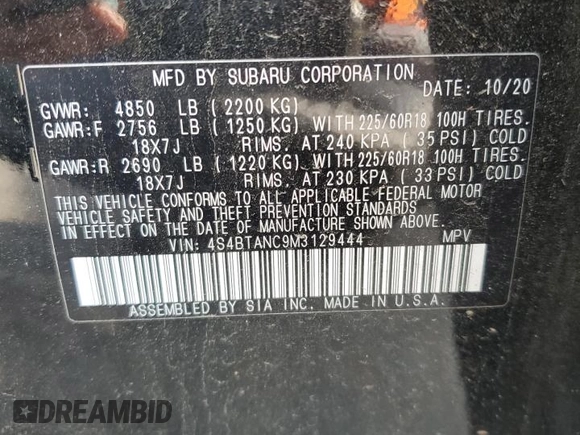 MFD BY SUBARU CORPORATION
DATE: 10/20
GVWR: 4850 LB (2200 KG)
GAWR:F 2756 LB (1250 KG) WITH 225/60R18 100H TIRES.
18X7J RIMS. AT 240 KPA (35 PSI) COLD
GAWR:R 2690 LB (1220 KG) WITH 225/60R18 100H TIRES.
18X7J RIMS. AT 230 KPA (33 PSI) COLD
THIS VEHICLE CONFORMS TO ALL APPLICABLE FEDERAL MOTOR
VEHICLE SAFETY AND THEFT PREVENTION STANDARDS
IN EFFECT ON THE DATE OF MANUFACTURE SHOWN ABOVE.
VIN: 4S4BTANC9M3129444 MPV
ASSEMBLED BY SIA INC. MADE IN U.S.A.
DREAMBID